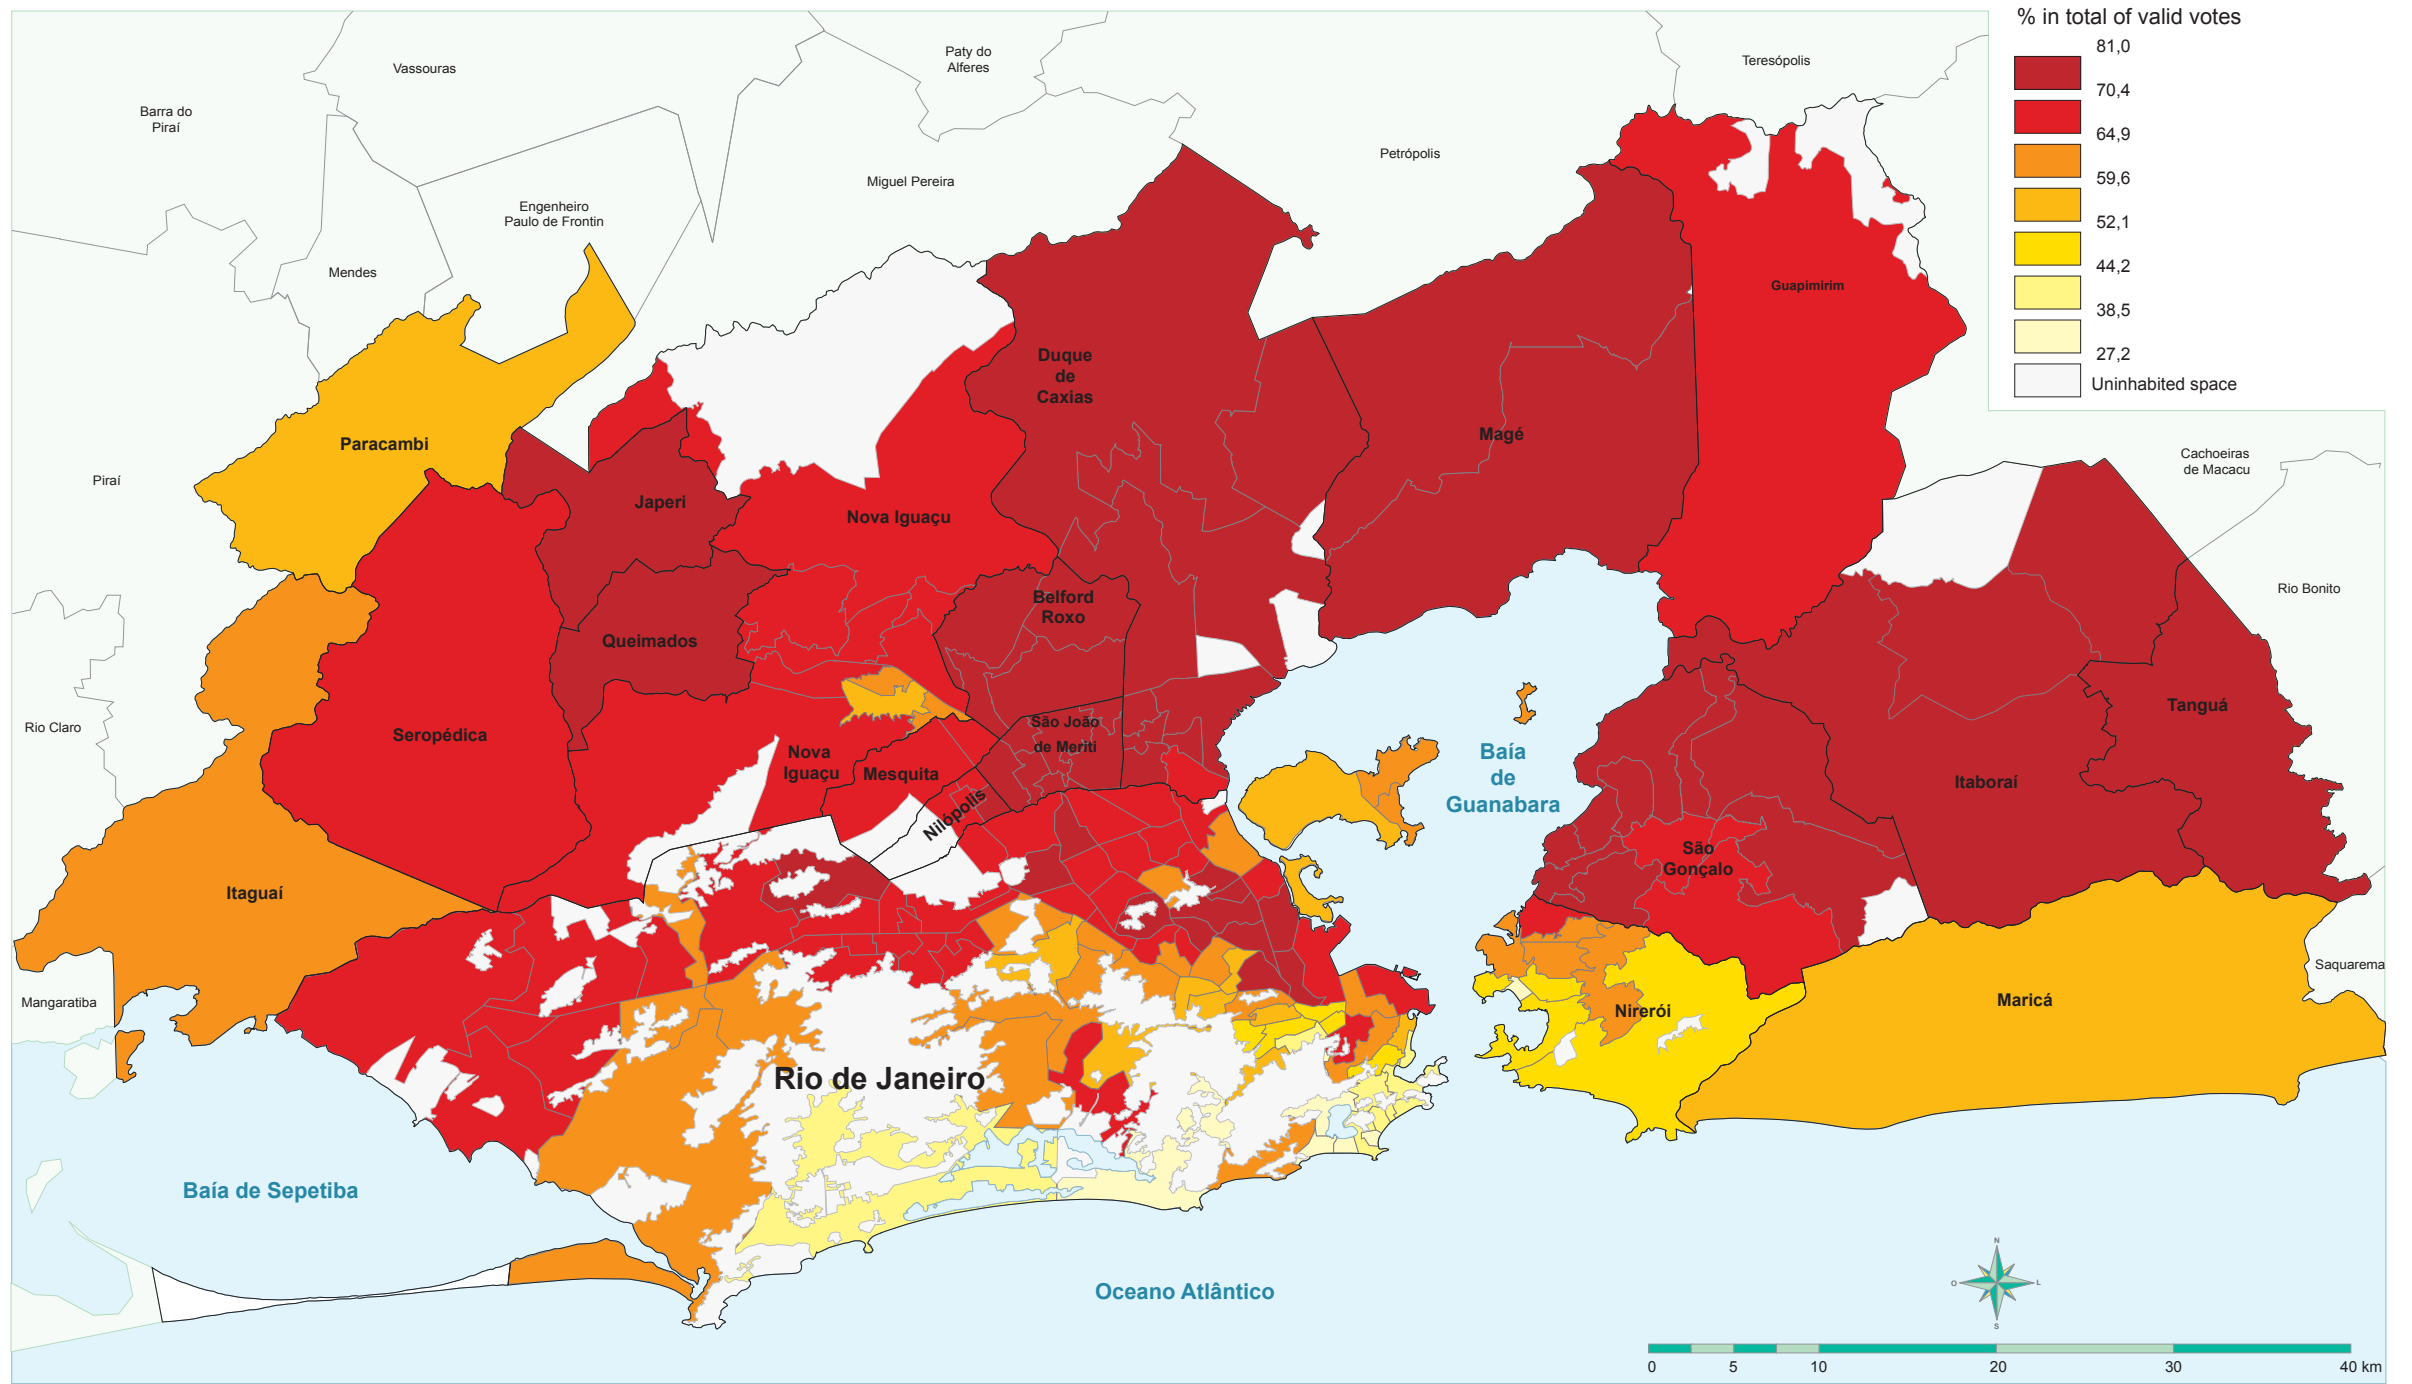 % in total of valid votes
81,0
70,4
64,9
59,6
52,1
44,2
38,5
27,2
Uninhabited space
Vassouras
Paty do
Alferes
Teresópolis
Barra do
Piraí
Petrópolis
Miguel Pereira
Engenheiro
Paulo de Frontin
Mendes
Guapimirim
Duque
de
Caxias
Paracambi
Magé
Cachoeiras
de Macacu
Piraí
Japeri
Nova Iguaçu
Belford
Roxo
Rio Bonito
Queimados
Tanguá
Rio Claro
Seropédica
São João
de Meriti
Nova
Iguaçu
Mesquita
Nilópolis
Baía
de
Guanabara
Itaboraí
São
Gonçalo
Itaguaí
Saquarema
Mangaratiba
Maricá
Nirerói
Rio de Janeiro
Baía de Sepetiba
Oceano Atlântico
N
O
L
S
0 5 10 20 30 40 km